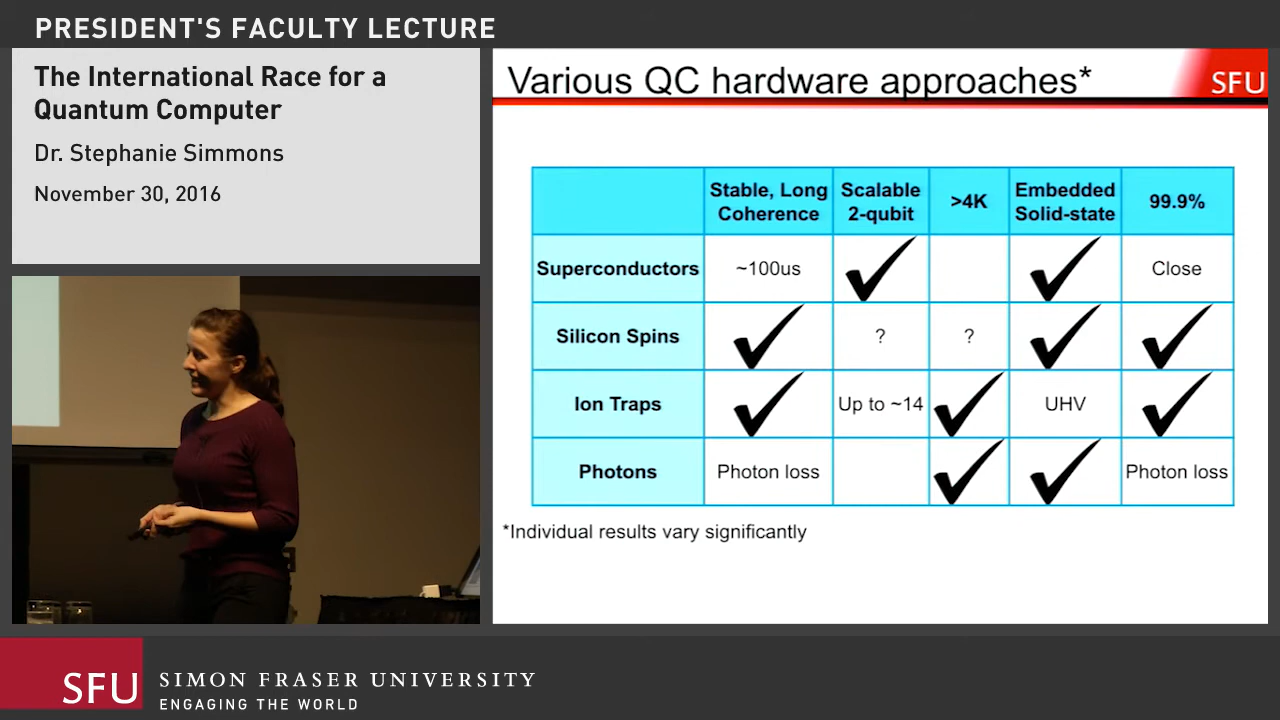 PRESIDENT'S FACULTY LECTURE
The International Race for a
Quantum Computer
Dr. Stephanie Simmons
November 30, 2016
Various QC hardware approaches*
SFU
Stable, Long
Coherence
Scalable
2-qubit
>4K
Embedded
Solid-state
99.9%
Superconductors
~100us
Close
Silicon Spins
?
?
Ion Traps
Up to ~14
UHV
Photons
Photon loss
Photon loss
*Individual results vary significantly
SFU
SIMON FRASER UNIVERSITY
ENGAGING THE WORLD